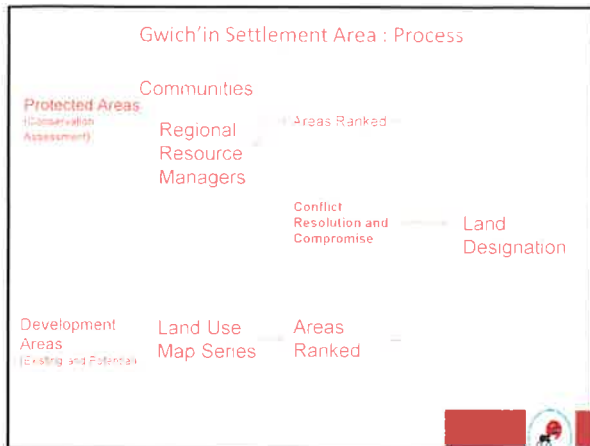 Gwich'in Settlement Area : Process
Communities
Protected Areas
(Conservation
Assessment)
Regional
Resource
Managers
Areas Ranked
Conflict
Resolution and
Compromise
Land
Designation
Development
Areas
(Existing and Potential)
Land Use
Map Series
Areas
Ranked